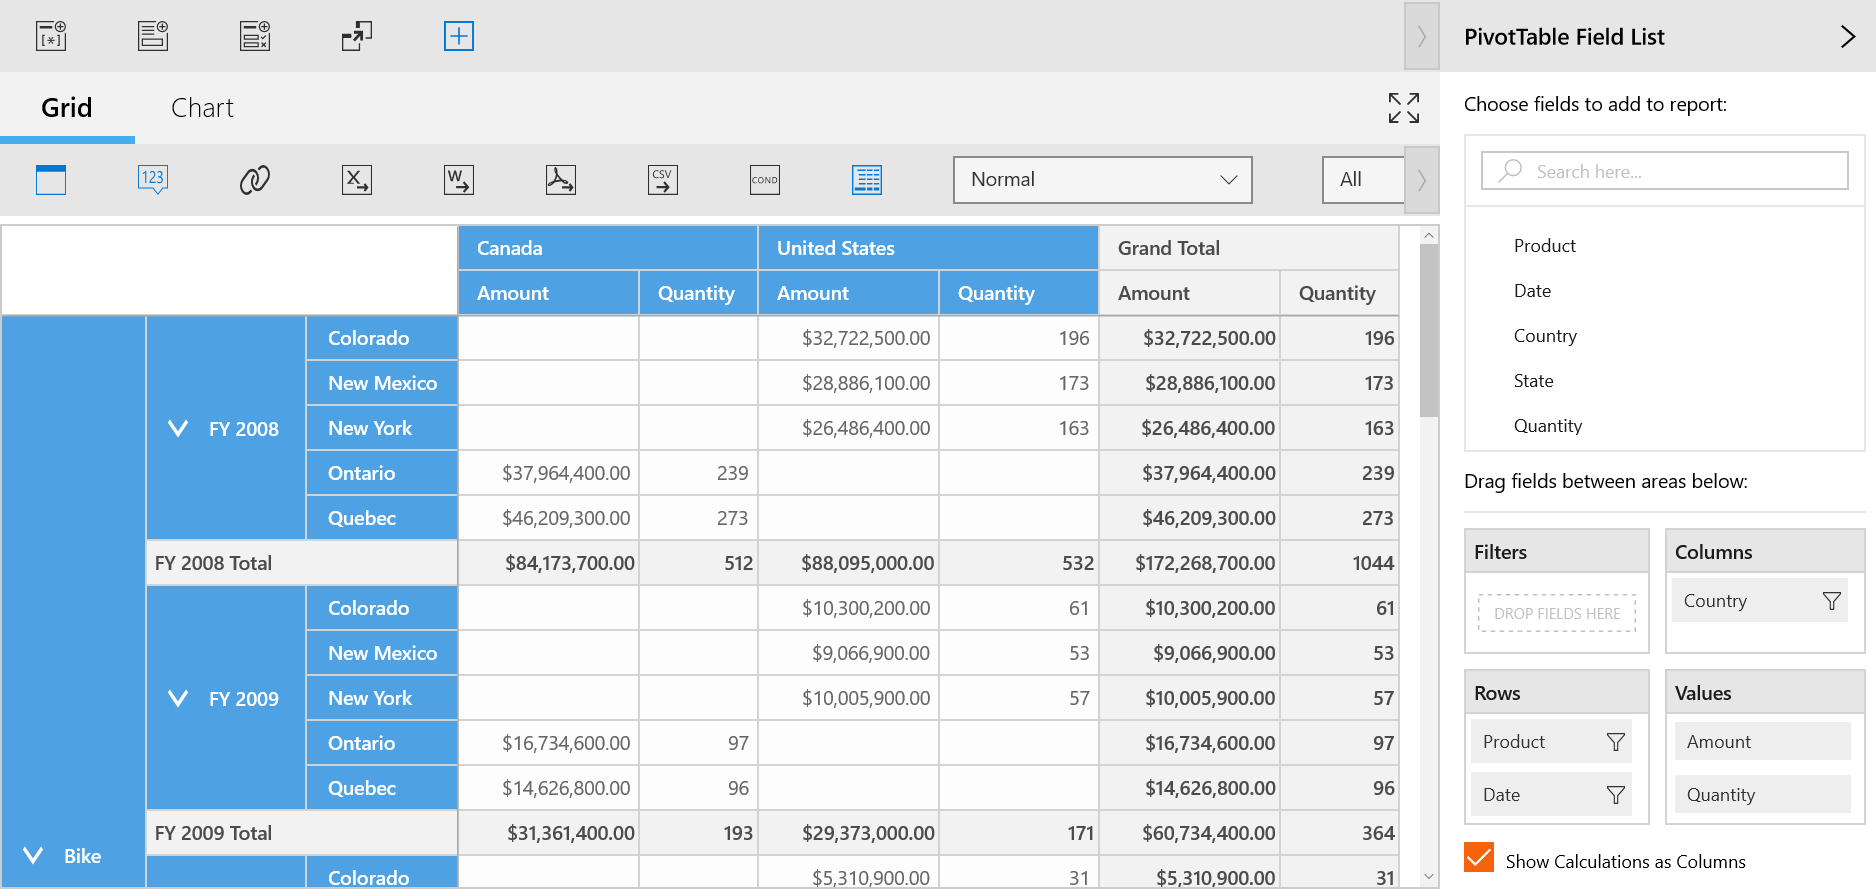 PivotTable Field List
Grid Chart
Choose fields to add to report:
[*]
123 X W CSV COND Normal All
Search here...
Product
Date
Country
State
Quantity
Canada United States Grand Total
Amount Quantity Amount Quantity Amount Quantity
Colorado $32,722,500.00 196 $32,722,500.00 196
New Mexico $28,886,100.00 173 $28,886,100.00 173
FY 2008 New York $26,486,400.00 163 $26,486,400.00 163
Ontario $37,964,400.00 239 $37,964,400.00 239
Quebec $46,209,300.00 273 $46,209,300.00 273
FY 2008 Total $84,173,700.00 512 $88,095,000.00 532 $172,268,700.00 1044
Colorado $10,300,200.00 61 $10,300,200.00 61
New Mexico $9,066,900.00 53 $9,066,900.00 53
FY 2009 New York $10,005,900.00 57 $10,005,900.00 57
Ontario $16,734,600.00 97 $16,734,600.00 97
Quebec $14,626,800.00 96 $14,626,800.00 96
FY 2009 Total $31,361,400.00 193 $29,373,000.00 171 $60,734,400.00 364
Bike
Colorado $5,310,900.00 31 $5,310,900.00 31
Drag fields between areas below:
Filters
DROP FIELDS HERE
Columns
Country
Rows
Product
Date
Values
Amount
Quantity
Show Calculations as Columns